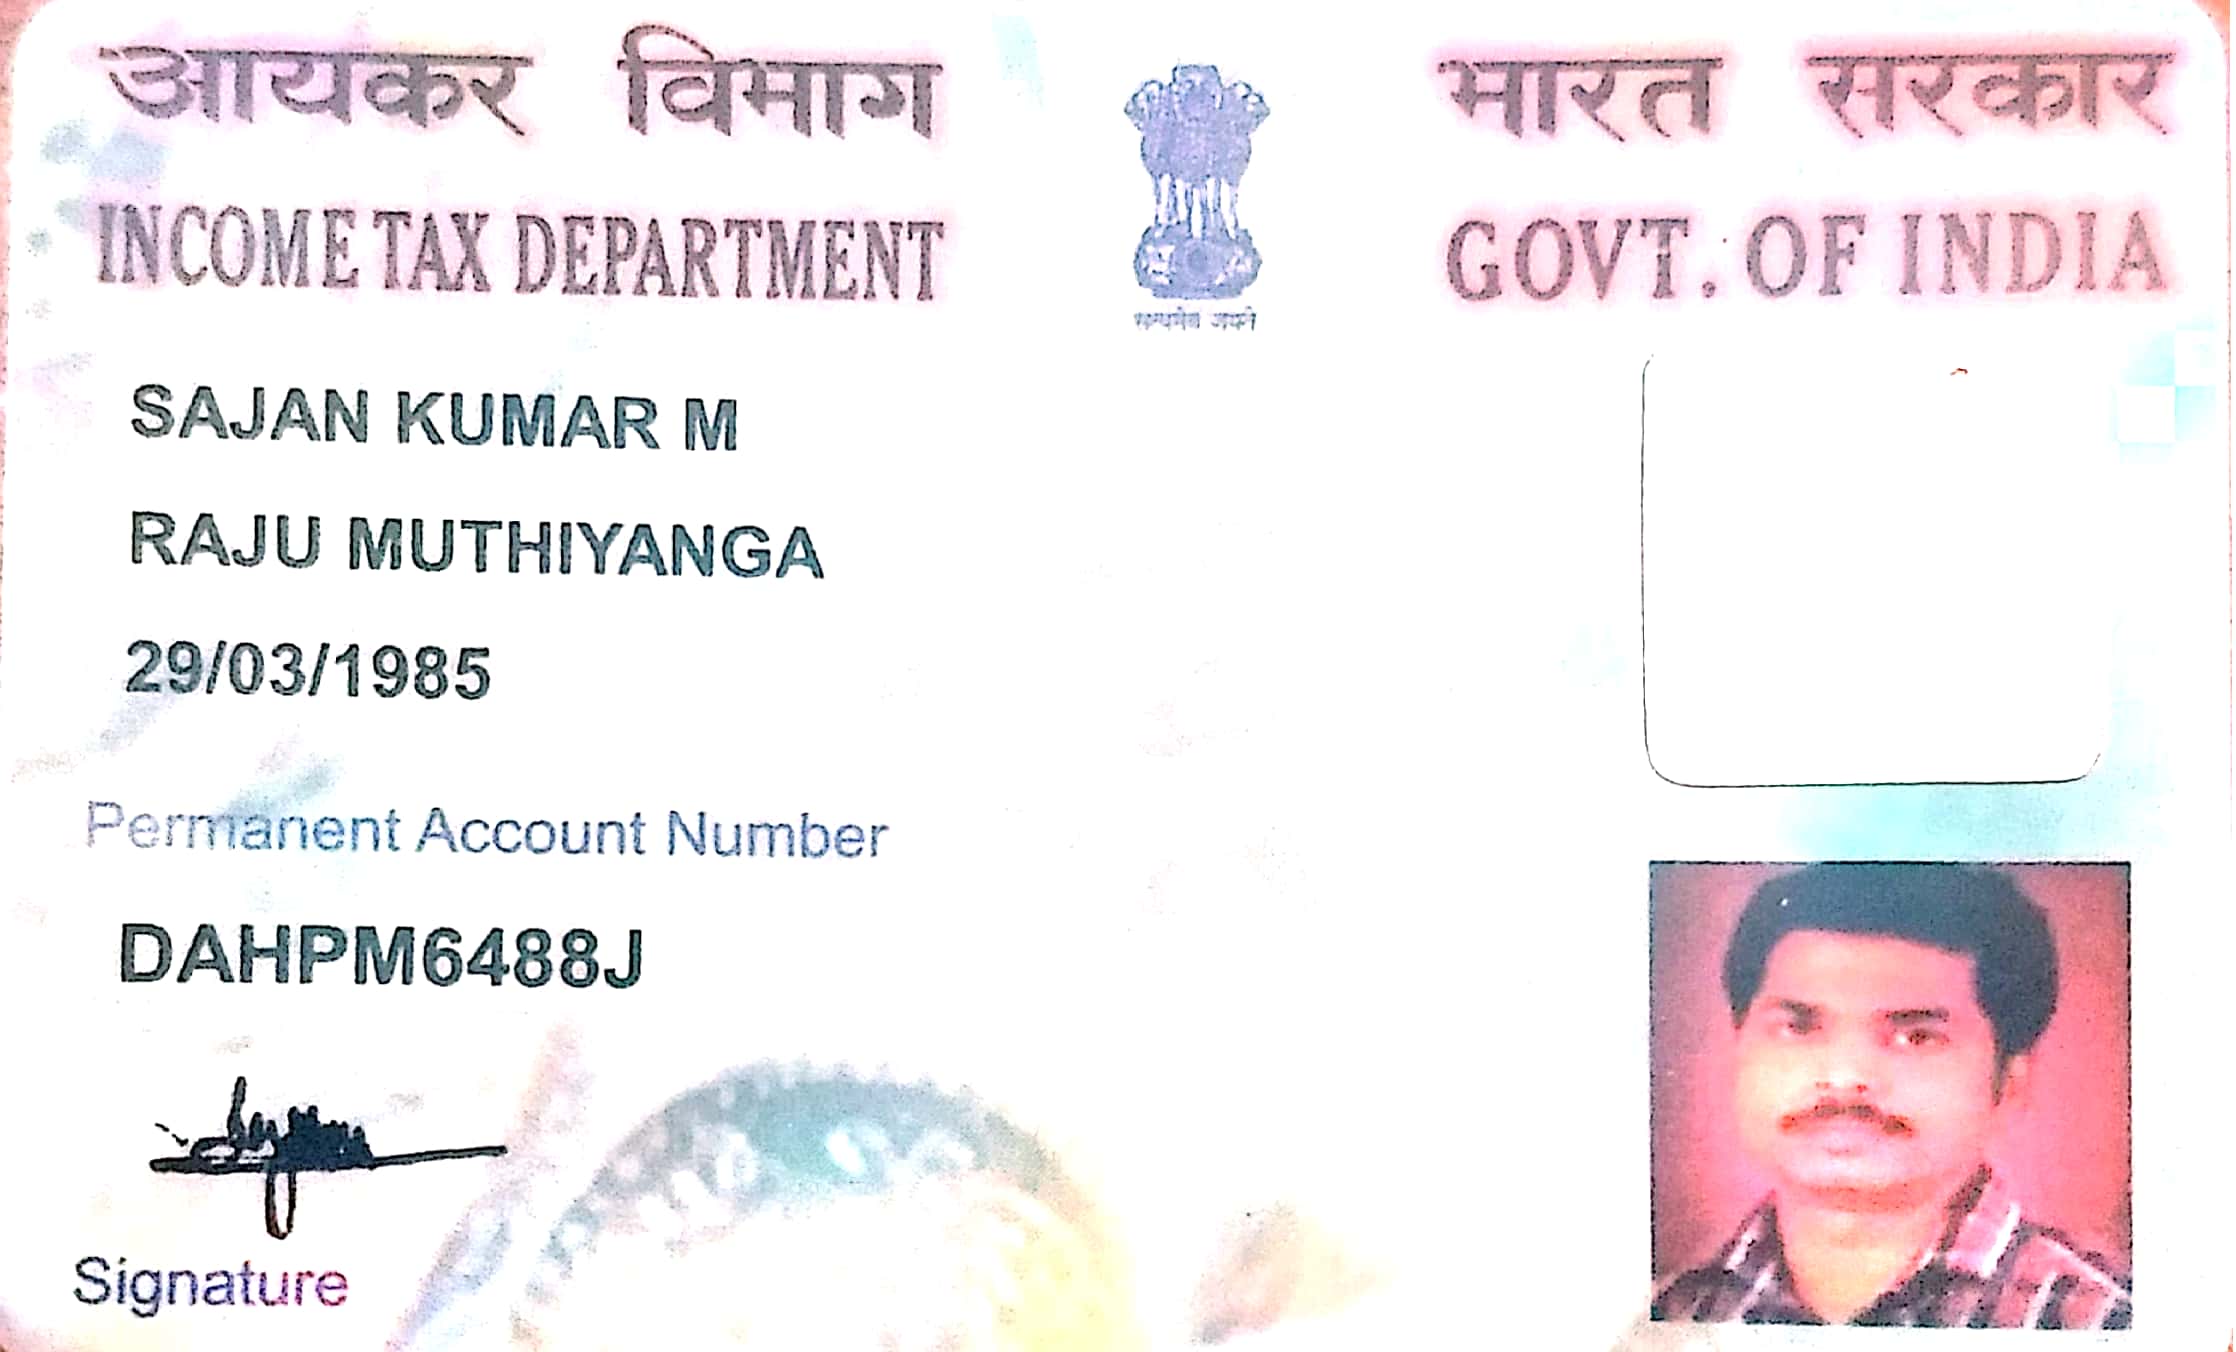 आयकर विभाग
INCOME TAX DEPARTMENT
भारत सरकार
GOVT. OF INDIA
सत्यमेव जयते
SAJAN KUMAR M
RAJU MUTHIYANGA
29/03/1985
Permanent Account Number
DAHPM6488J
Signature